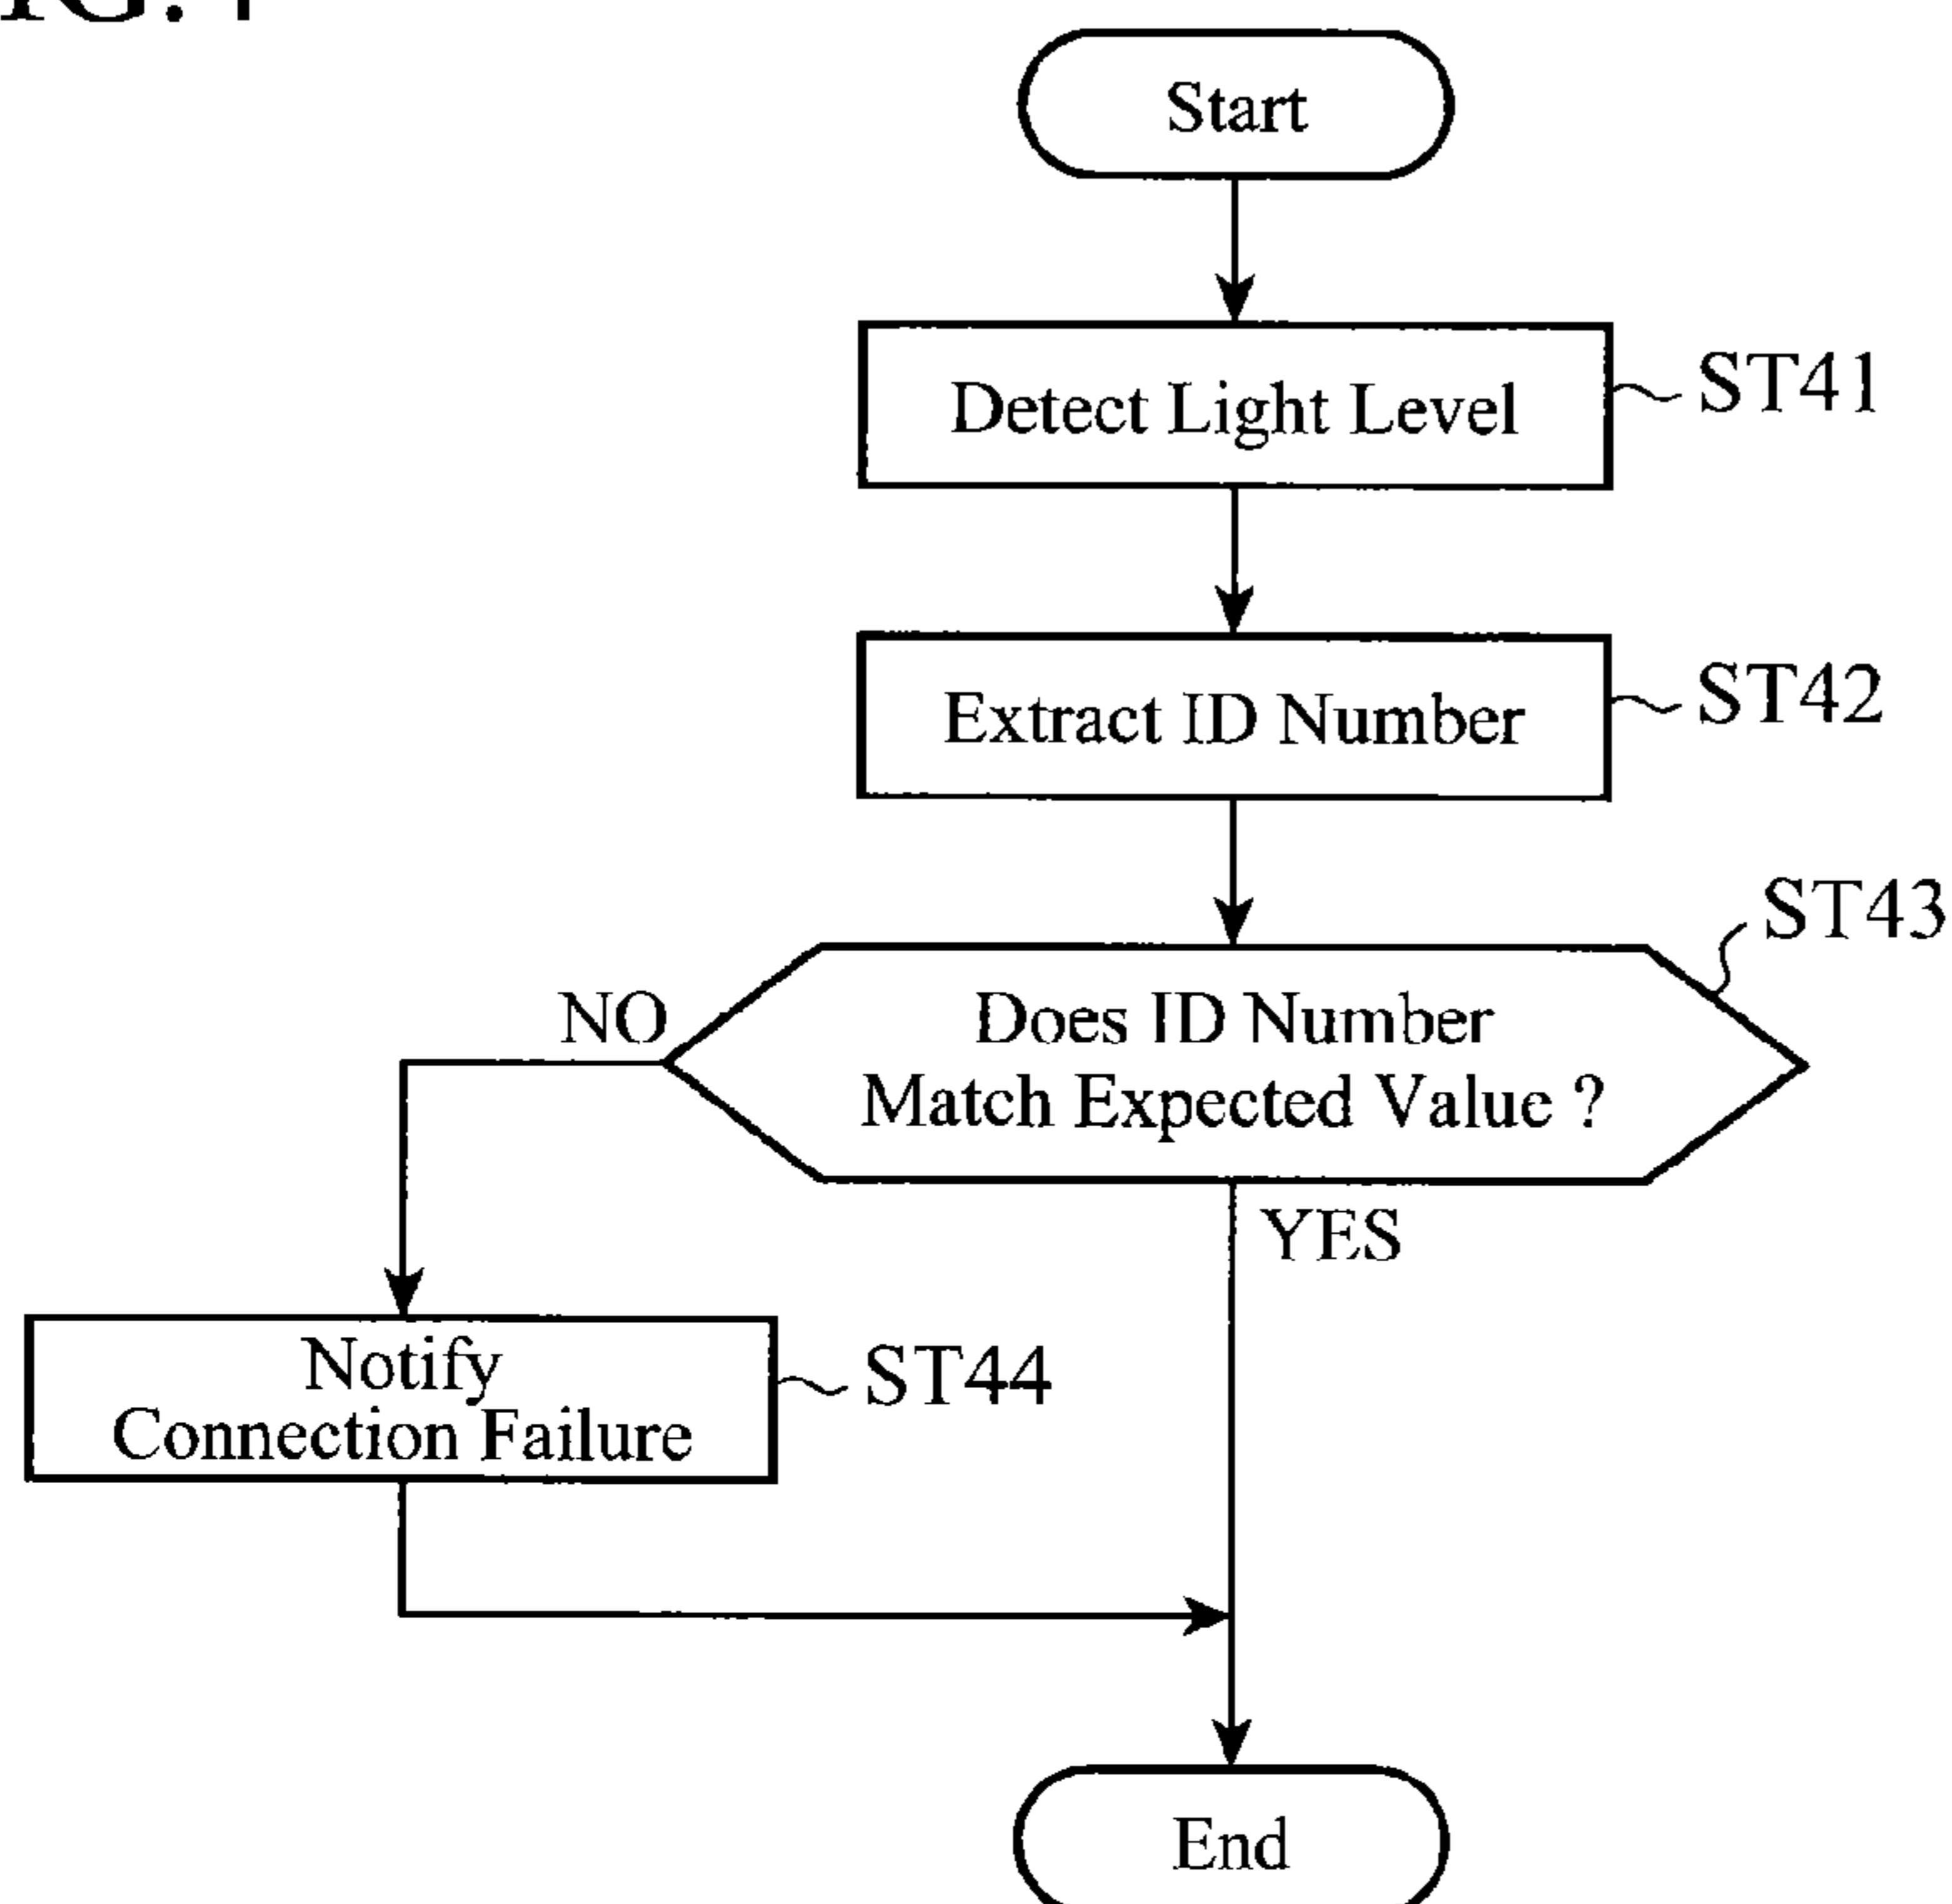 Start
Detect Light Level
ST41
Extract ID Number
ST42
ST43
NO
Does ID Number
Match Expected Value ?
YES
Notify
Connection Failure
ST44
End